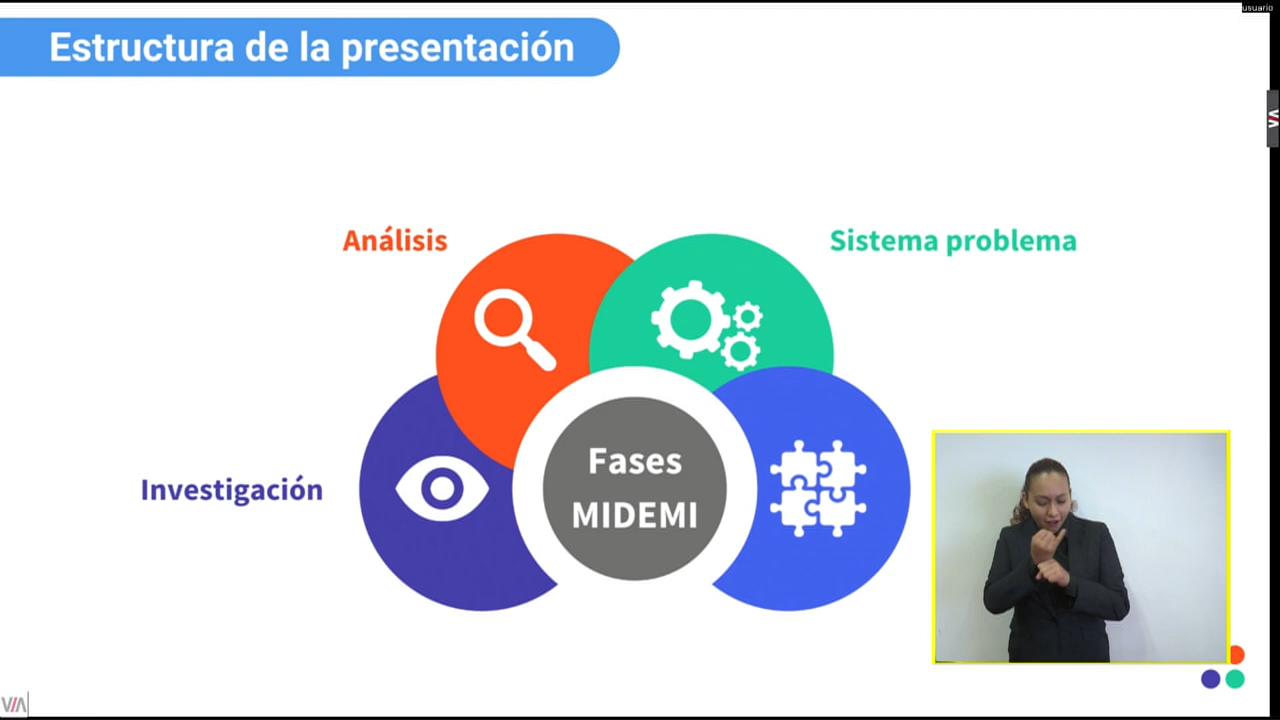 usuario
Estructura de la presentación
Análisis
Sistema problema
Investigación
Fases
MIDEMI
VIA